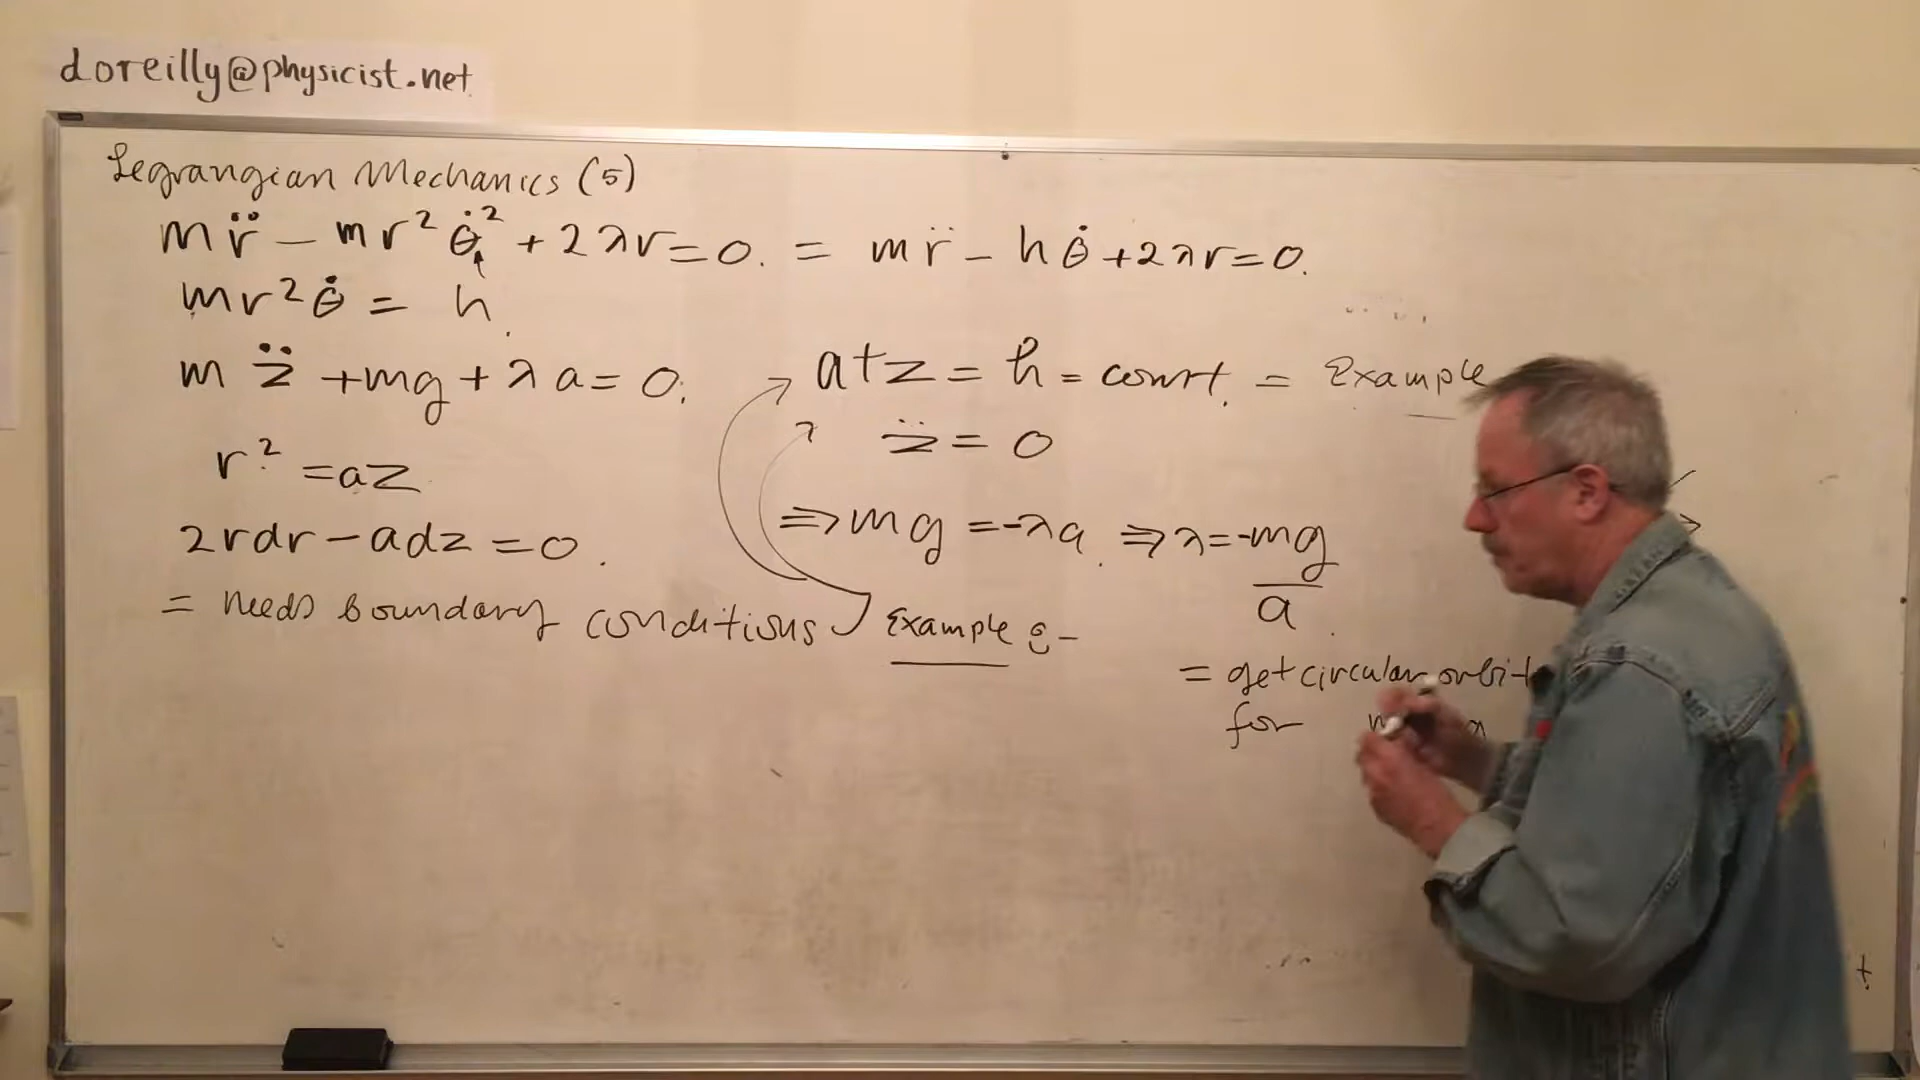 doreilly@physicist.net
Legrangian Mechanics (5)
mr̈ - mr²θ̇² + 2λr = 0. = mr̈ - hθ̇ + 2λr = 0.
mr²θ̇ = h.
mz̈ + mg + λa = 0.
at z = h = const. = Example
z̈ = 0
r² = az
⇒ mg = -λa. ⇒ λ = -mg/a.
2rdr - adz = 0.
= needs boundary conditions
Example :-
= get circular orbit
for
t.